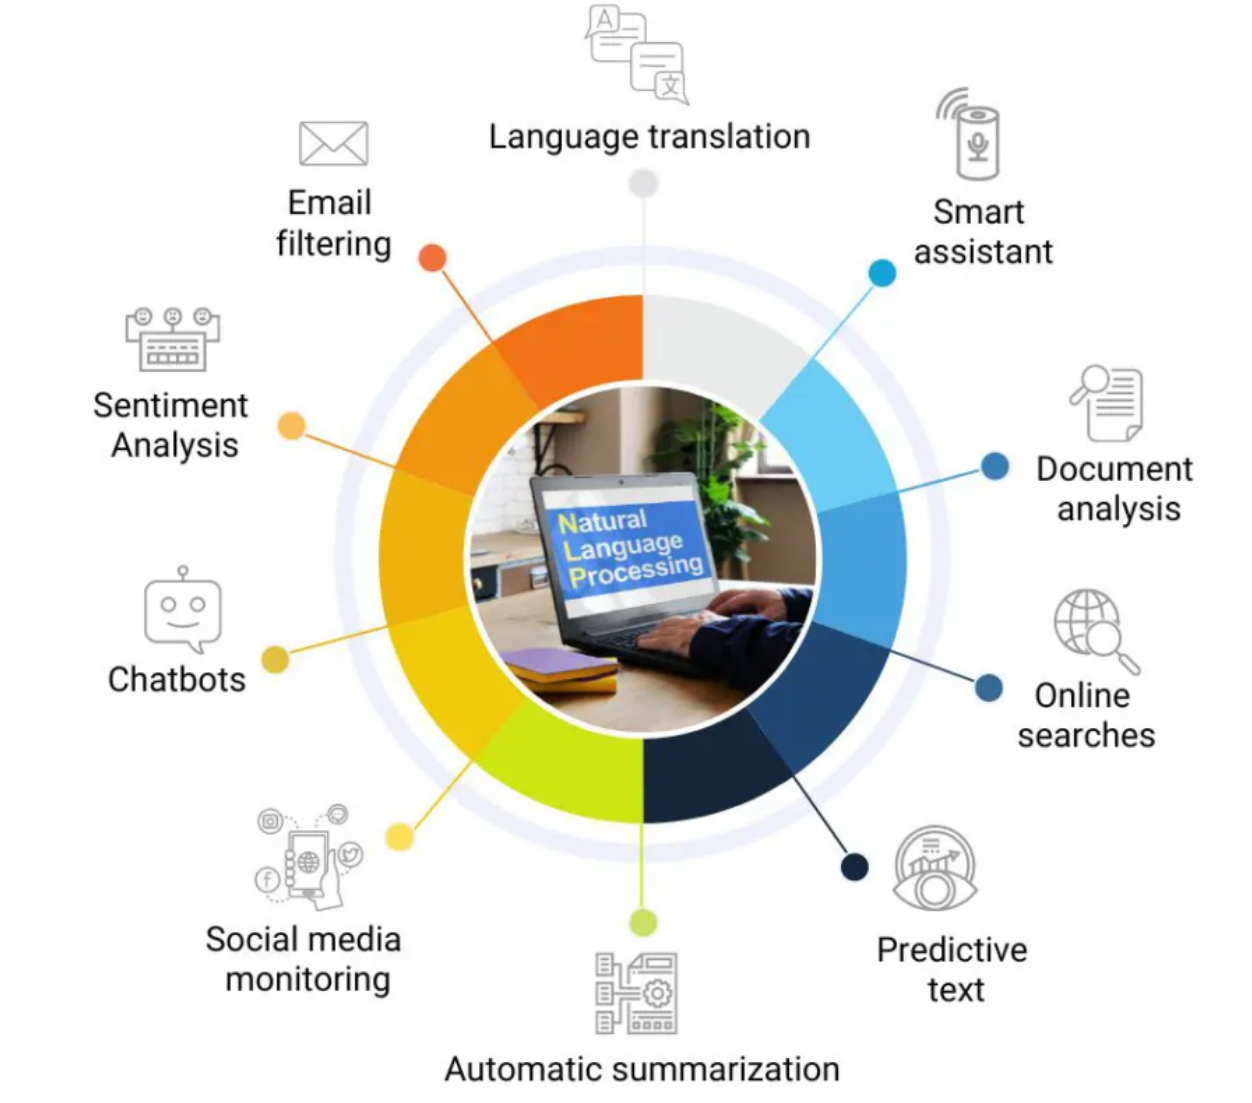 A
文
Language translation
Smart
assistant
Document
analysis
Online
searches
Predictive
text
Automatic summarization
Social media
monitoring
Chatbots
Sentiment
Analysis
Email
filtering
Natural
Language
Processing
f